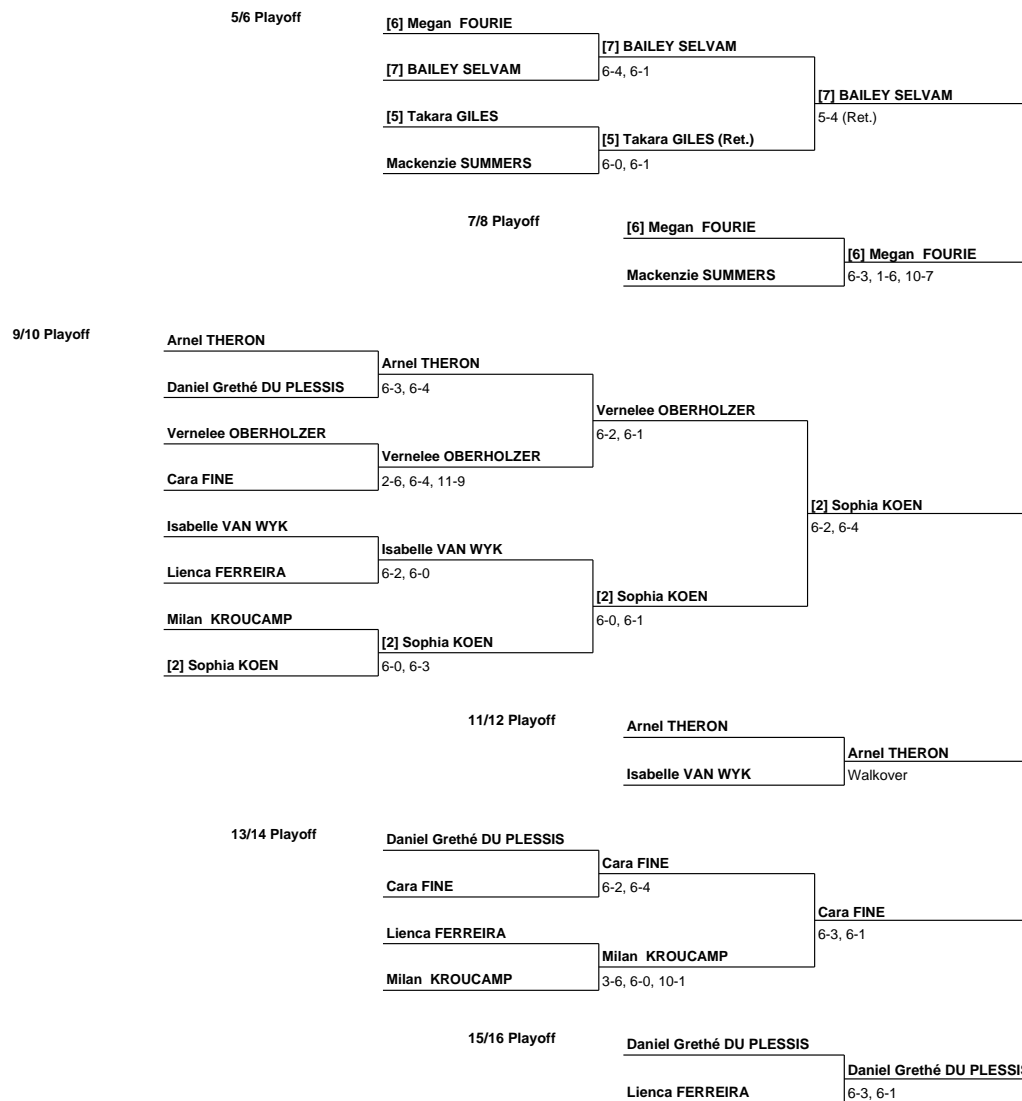 5/6 Playoff
[6] Megan  FOURIE
[7] BAILEY SELVAM
[7] BAILEY SELVAM
6-4, 6-1
[7] BAILEY SELVAM
5-4 (Ret.)
[5] Takara GILES
[5] Takara GILES (Ret.)
Mackenzie SUMMERS
6-0, 6-1
7/8 Playoff
[6] Megan  FOURIE
[6] Megan  FOURIE
Mackenzie SUMMERS
6-3, 1-6, 10-7
9/10 Playoff
Arnel THERON
Arnel THERON
Daniel Grethé DU PLESSIS
6-3, 6-4
Vernelee OBERHOLZER
6-2, 6-1
Vernelee OBERHOLZER
Vernelee OBERHOLZER
Cara FINE
2-6, 6-4, 11-9
[2] Sophia KOEN
6-2, 6-4
Isabelle VAN WYK
Isabelle VAN WYK
Lienca FERREIRA
6-2, 6-0
[2] Sophia KOEN
6-0, 6-1
Milan  KROUCAMP
[2] Sophia KOEN
[2] Sophia KOEN
6-0, 6-3
11/12 Playoff
Arnel THERON
Arnel THERON
Isabelle VAN WYK
Walkover
13/14 Playoff
Daniel Grethé DU PLESSIS
Cara FINE
Cara FINE
6-2, 6-4
Cara FINE
6-3, 6-1
Lienca FERREIRA
Milan  KROUCAMP
Milan  KROUCAMP
3-6, 6-0, 10-1
15/16 Playoff
Daniel Grethé DU PLESSIS
Daniel Grethé DU PLESSIS
Lienca FERREIRA
6-3, 6-1